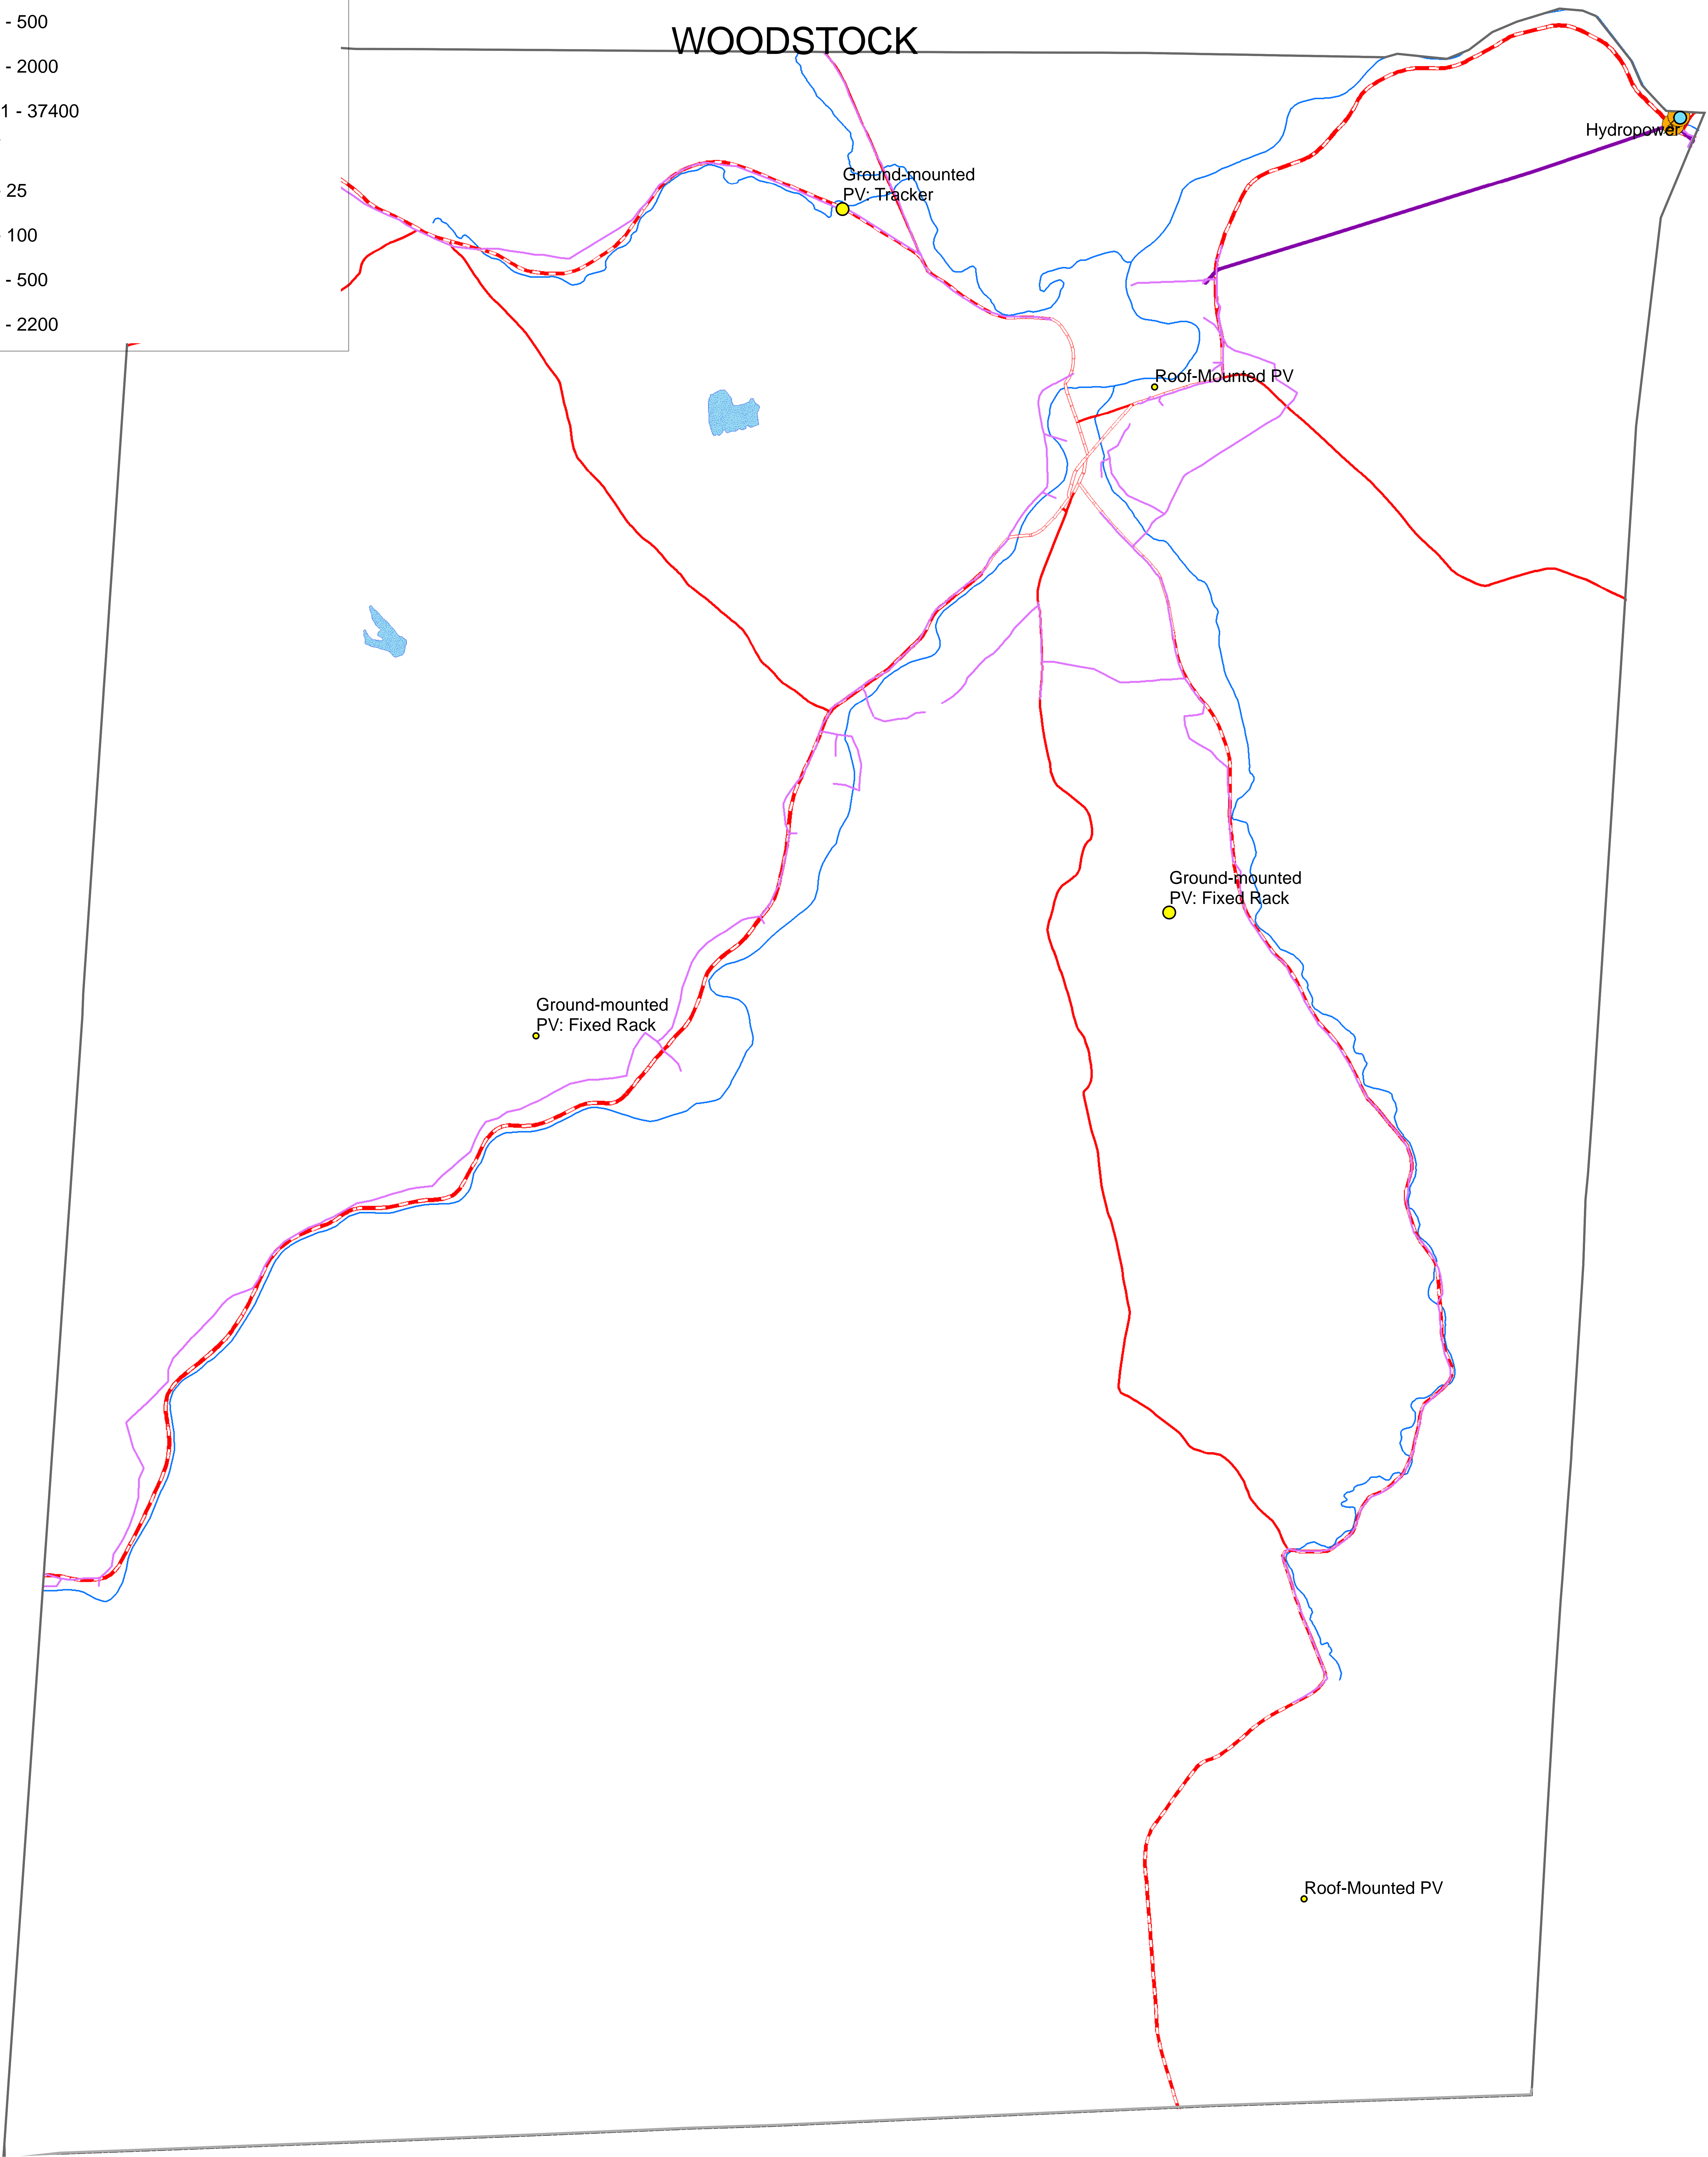 - 500
WOODSTOCK
- 2000
1 - 37400
Hydropower
Ground-mounted
PV: Tracker
25
100
- 500
- 2200
Roof-Mounted PV
Ground-mounted
PV: Fixed Rack
Ground-mounted
PV: Fixed Rack
Roof-Mounted PV